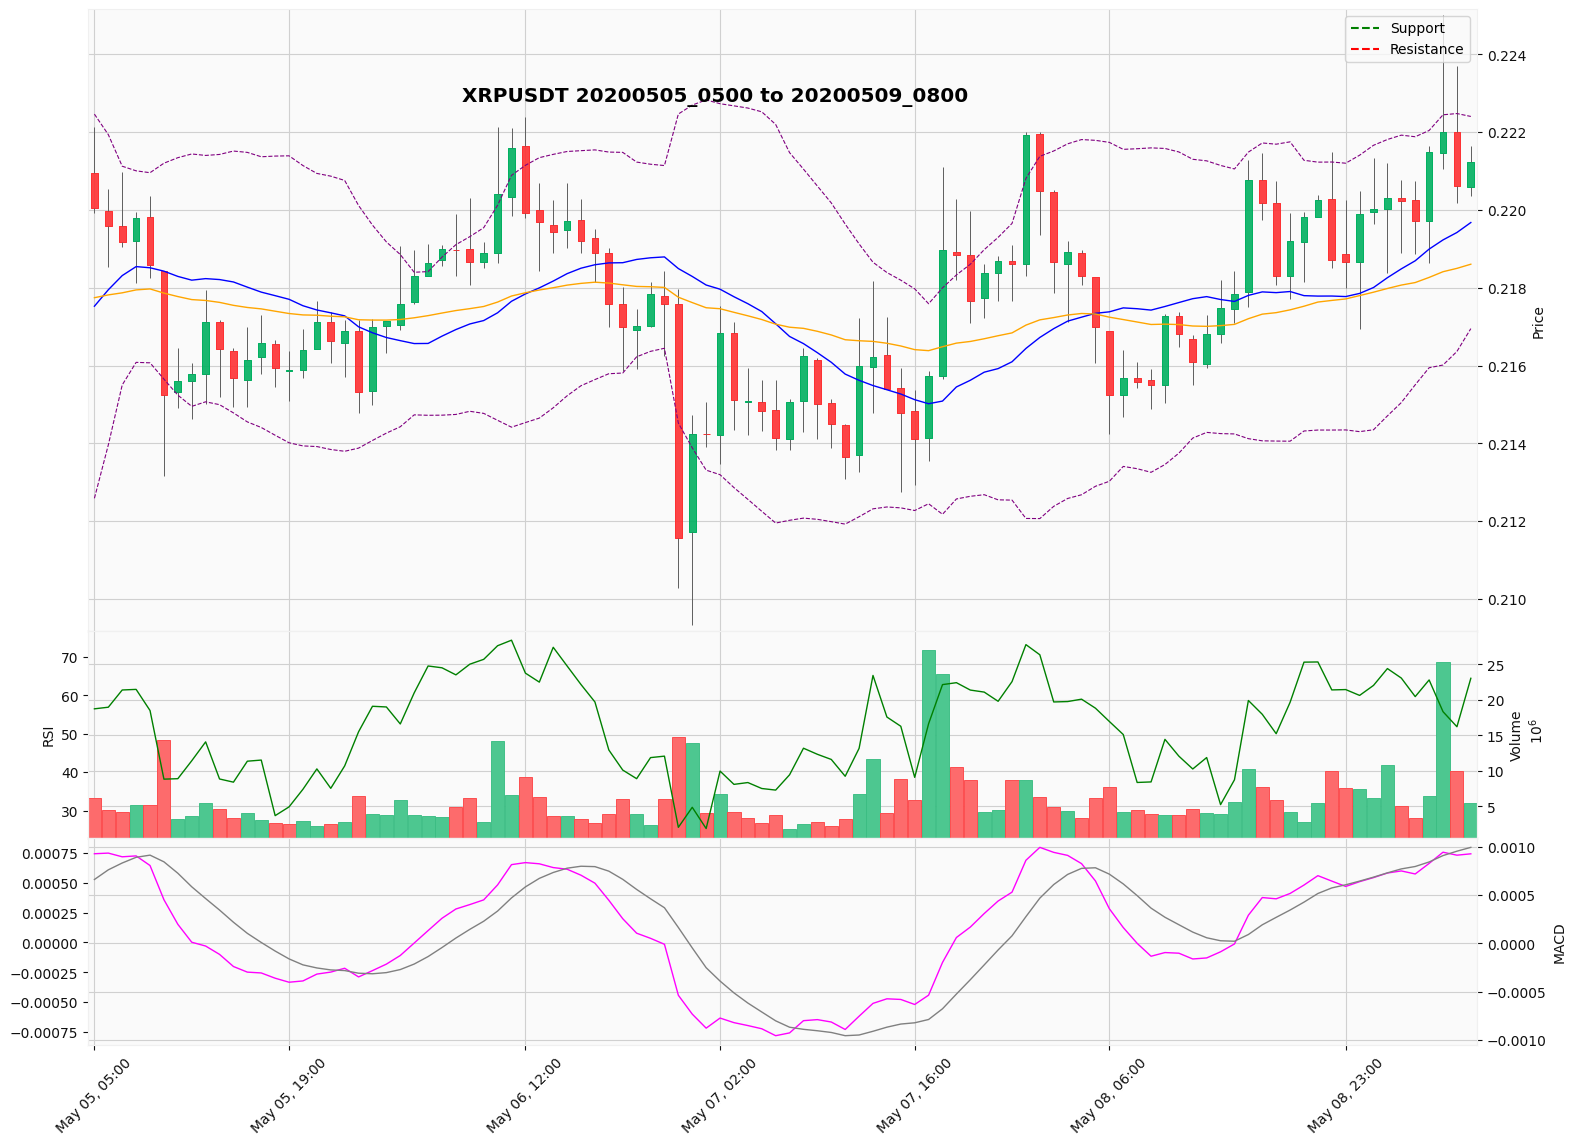 XRPUSDT 20200505_0500 to 20200509_0800
Support
Resistance
0.224
0.222
0.220
0.218
0.216
0.214
0.212
0.210
Price
70
60
50
40
30
RSI
25
20
15
10
5
Volume
10^6
0.00075
0.00050
0.00025
0.00000
−0.00025
−0.00050
−0.00075
0.0010
0.0005
0.0000
−0.0005
−0.0010
MACD
May 05, 05:00
May 05, 19:00
May 06, 12:00
May 07, 02:00
May 07, 16:00
May 08, 06:00
May 08, 23:00